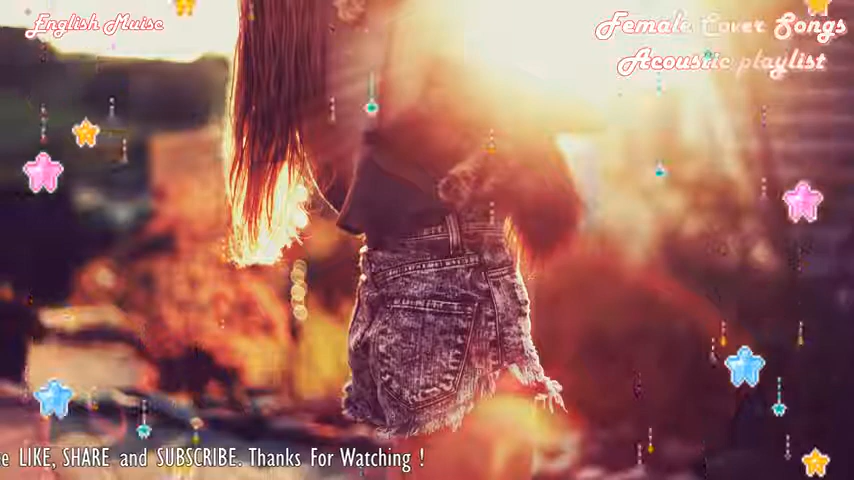 English Muisc
Female Cover Songs
Acoustic playlist
e LIKE, SHARE and SUBSCRIBE. Thanks For Watching !